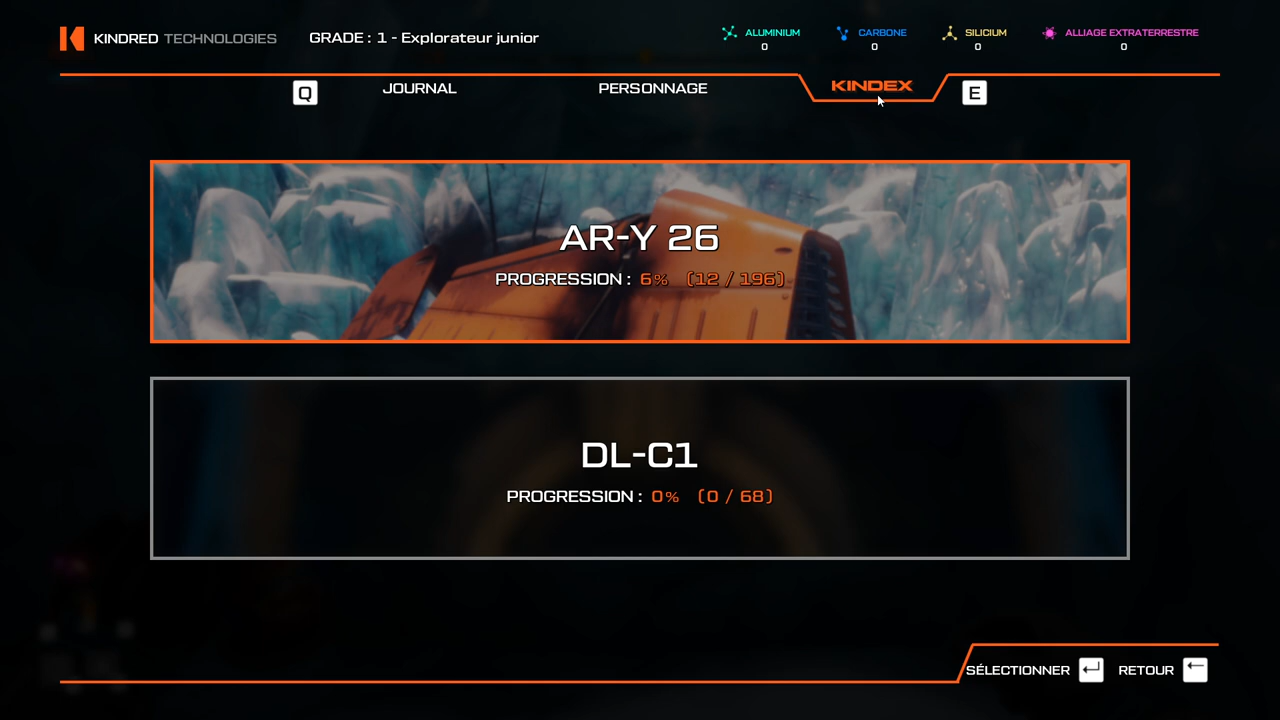 KINDRED TECHNOLOGIES
GRADE : 1 - Explorateur junior
ALUMINIUM
0
CARBONE
0
SILICIUM
0
ALLIAGE EXTRATERRESTRE
0
Q
JOURNAL
PERSONNAGE
KINDEX
E
AR-Y 26
PROGRESSION : 6% (12 / 196)
DL-C1
PROGRESSION : 0% (0 / 68)
SÉLECTIONNER
RETOUR